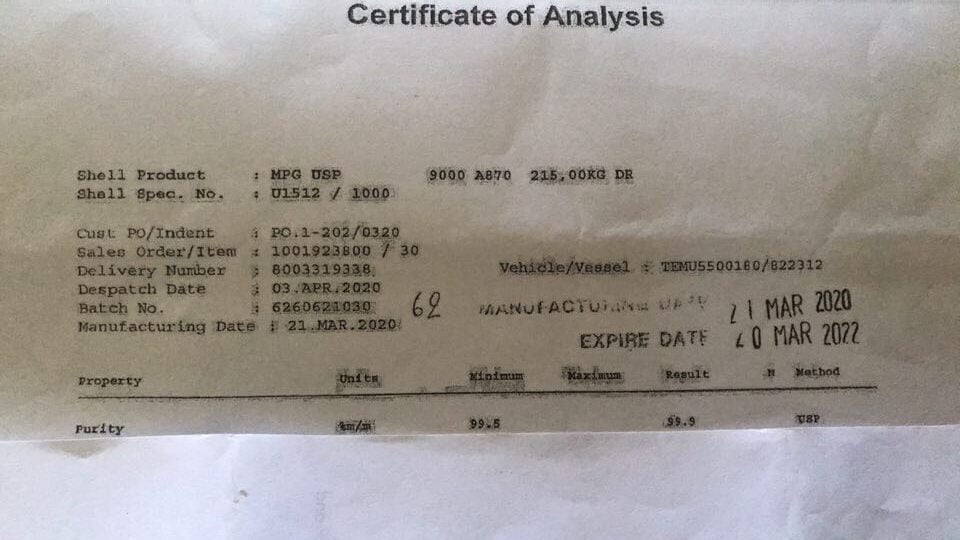 Certificate of Analysis
Shell Product : MPG USP 9000 A870 215,00KG DR
Shell Spec. No. : U1512 / 1000
Cust PO/Indent : PO.1-202/0320
Sales Order/Item : 1001923800 / 30
Delivery Number : 8003319338 Vehicle/Vessel : TEMU5500180/822312
Despatch Date : 03.APR.2020
Batch No. : 6260621030 62 MANUFACTURING DATE 21 MAR 2020
Manufacturing Date : 21.MAR.2020 EXPIRE DATE 20 MAR 2022
Property Units Minimum Maximum Result N Method
Purity %m/m 99.5 99.9 USP